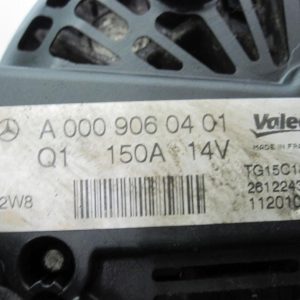 A 000 906 04 01 Valeo
MADE IN FRA
Q1 150A 14V
TG15C1
2W8 261224
112010